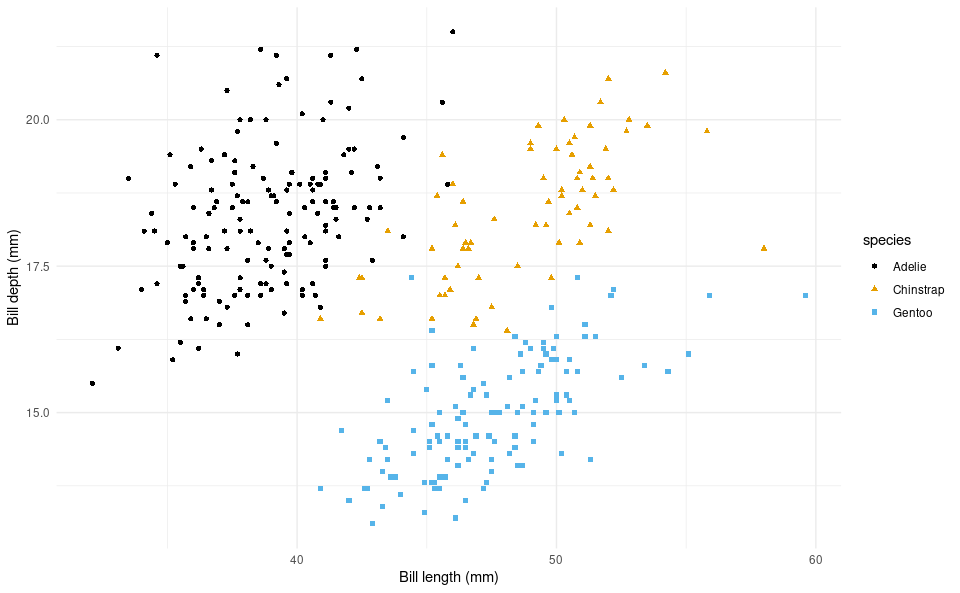 20.0
17.5
15.0
Bill depth (mm)
40
50
60
Bill length (mm)
species
Adelie
Chinstrap
Gentoo